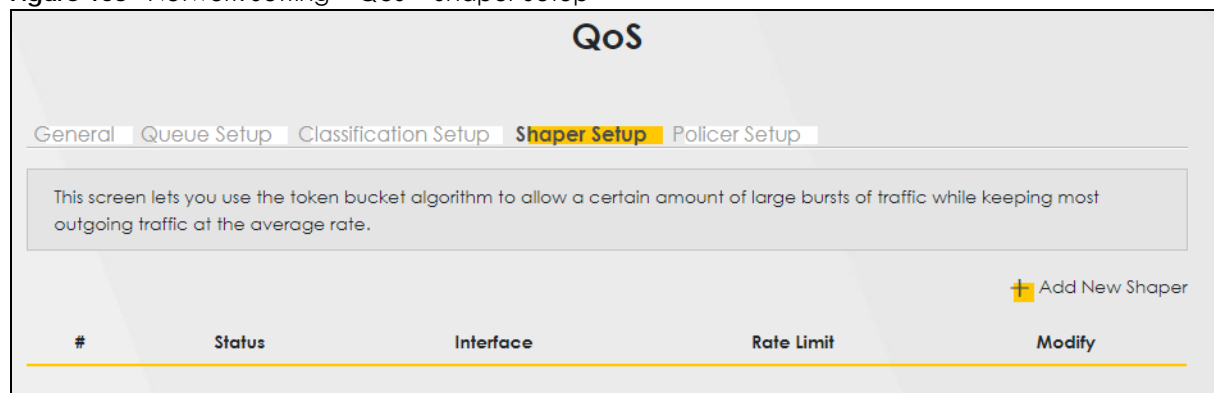 QoS
General Queue Setup Classification Setup Shaper Setup Policer Setup
This screen lets you use the token bucket algorithm to allow a certain amount of large bursts of traffic while keeping most
outgoing traffic at the average rate.
+ Add New Shaper
# Status Interface Rate Limit Modify